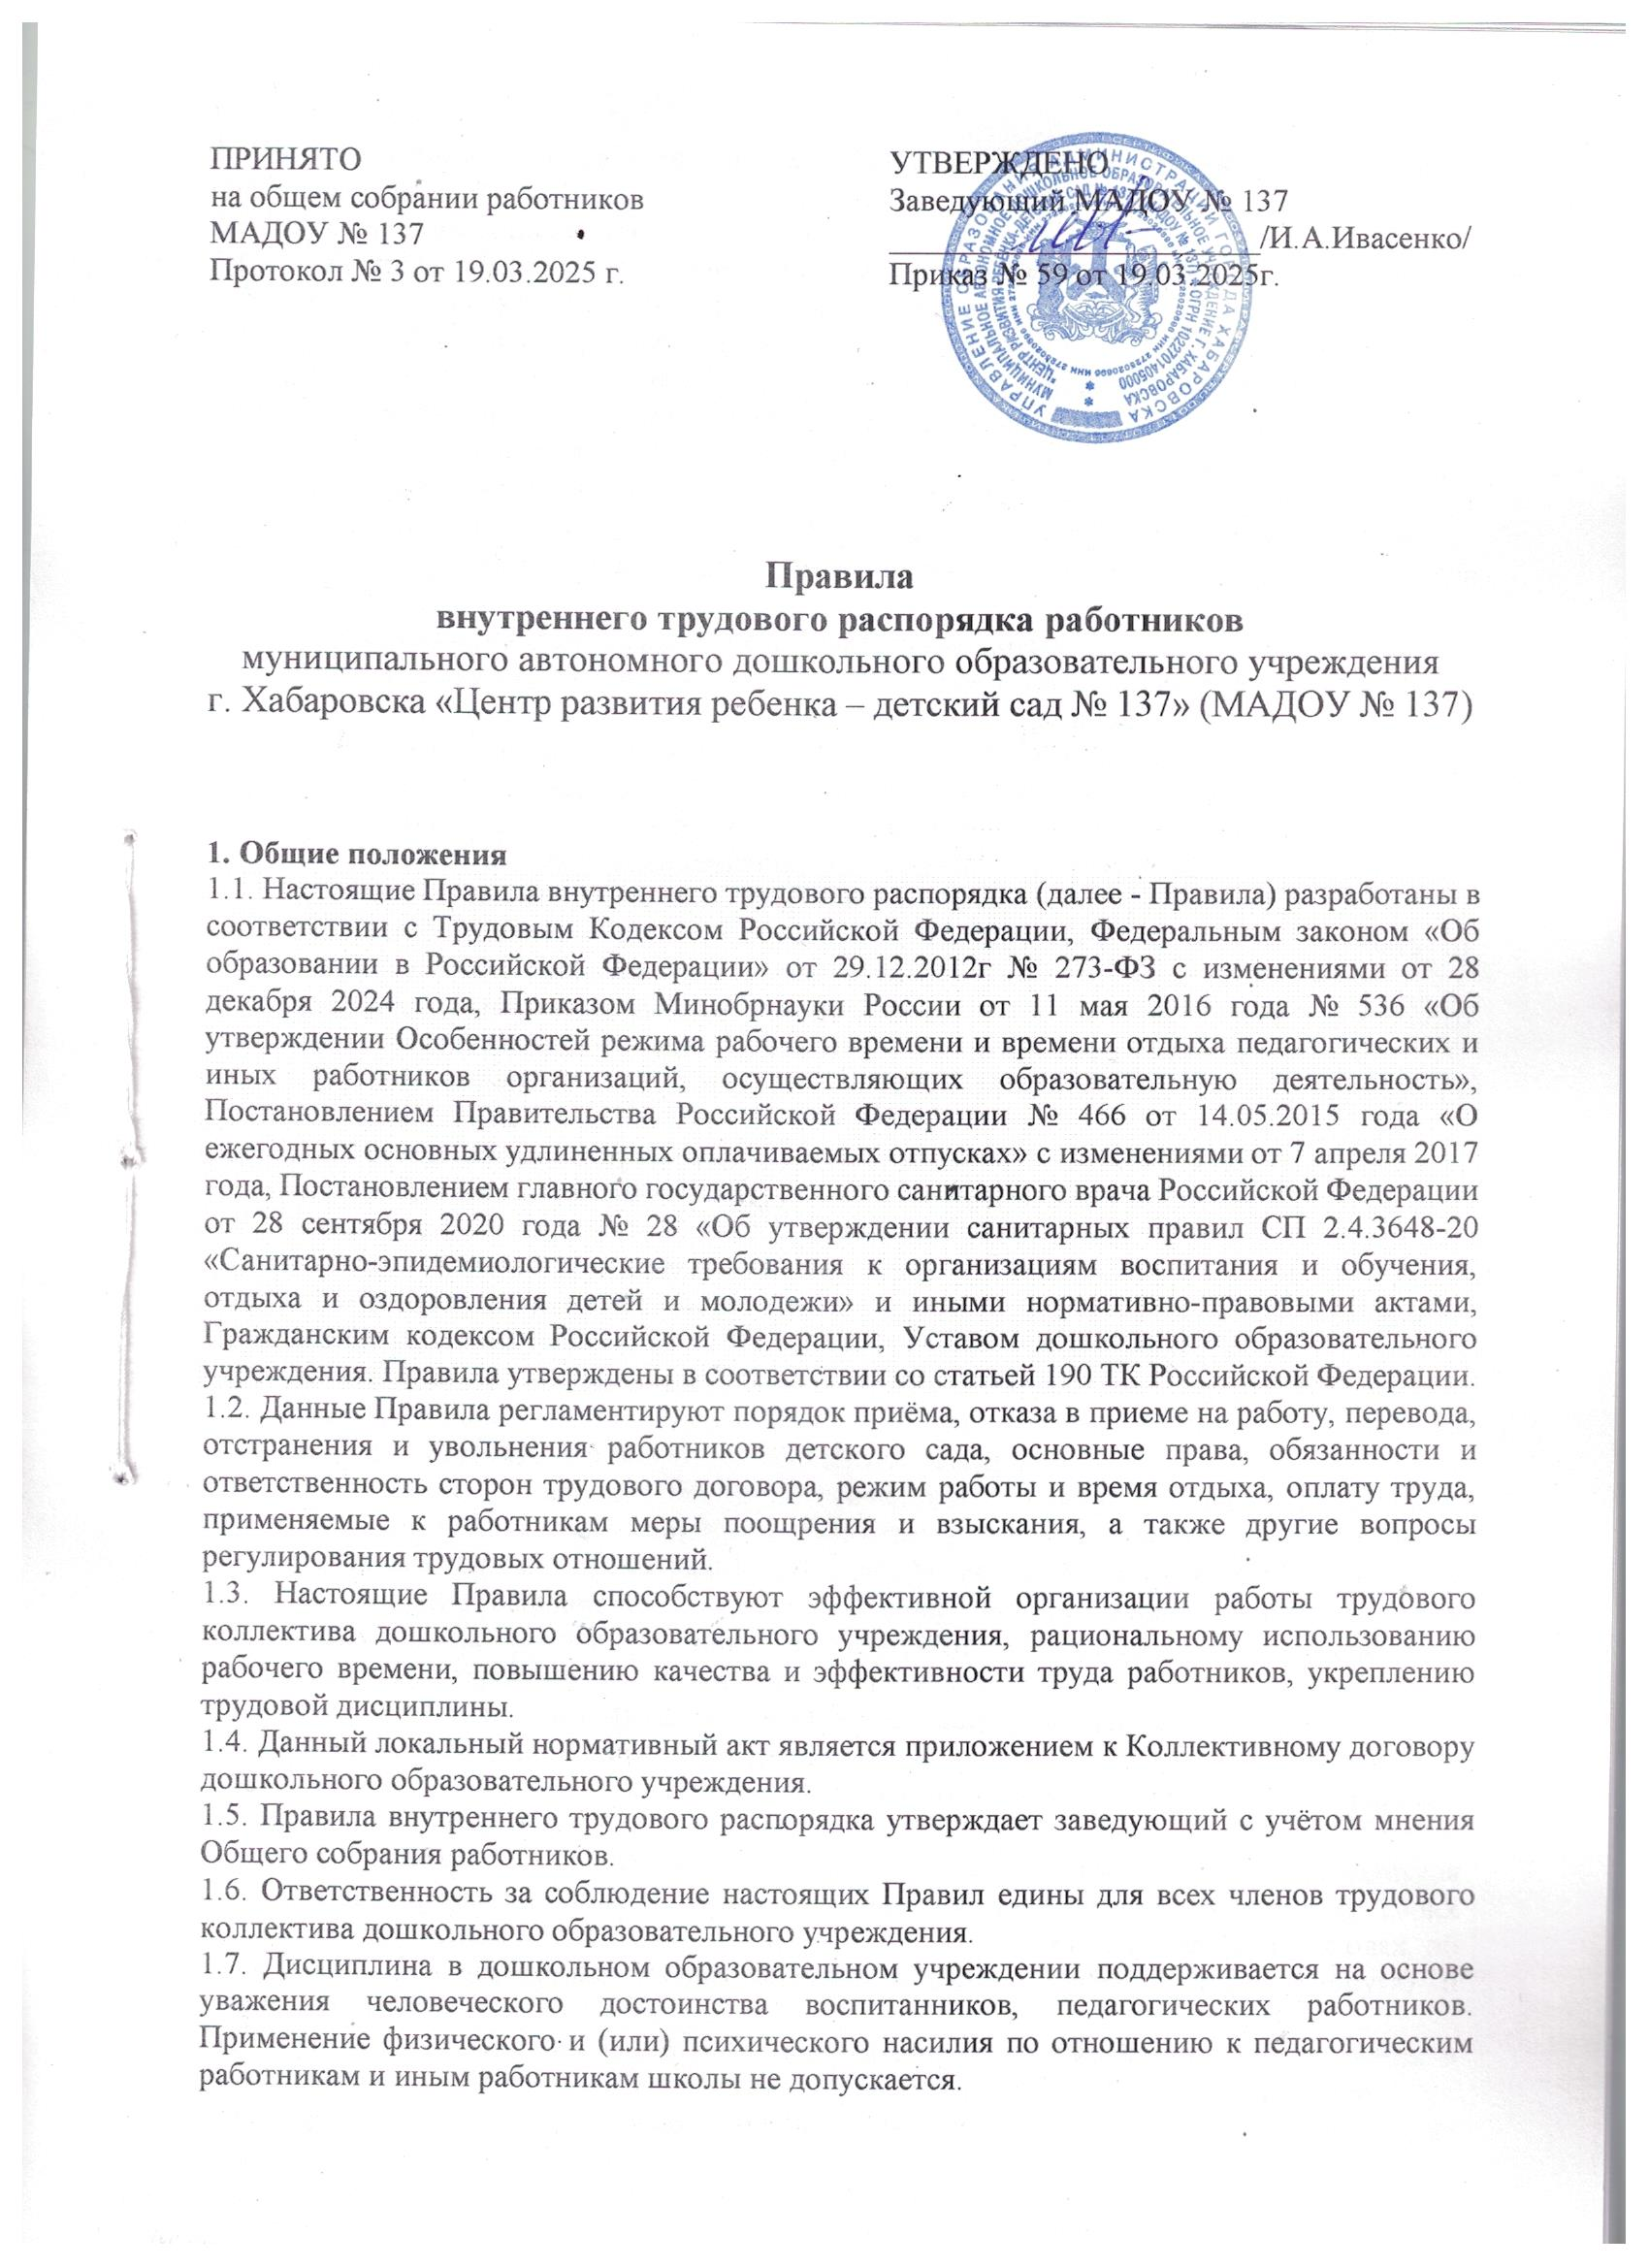 ПРИНЯТО
на общем собрании работников
МАДОУ № 137
Протокол № 3 от 19.03.2025 г.
УТВЕРЖДЕНО
Заведующий МАДОУ № 137
/И.А.Ивасенко/
Приказ № 59 от 19.03.2025г.
УПРАВЛЕНИЕ ОБРАЗОВАНИЯ АДМИНИСТРАЦИИ ГОРОДА ХАБАРОВСКА
Правила
внутреннего трудового распорядка работников
муниципального автономного дошкольного образовательного учреждения
г. Хабаровска «Центр развития ребенка – детский сад № 137» (МАДОУ № 137)
1. Общие положения
1.1. Настоящие Правила внутреннего трудового распорядка (далее - Правила) разработаны в
соответствии с Трудовым Кодексом Российской Федерации, Федеральным законом «Об
образовании в Российской Федерации» от 29.12.2012г № 273-ФЗ с изменениями от 28
декабря 2024 года, Приказом Минобрнауки России от 11 мая 2016 года № 536 «Об
утверждении Особенностей режима рабочего времени и времени отдыха педагогических и
иных работников организаций, осуществляющих образовательную деятельность»,
Постановлением Правительства Российской Федерации № 466 от 14.05.2015 года «О
ежегодных основных удлиненных оплачиваемых отпусках» с изменениями от 7 апреля 2017
года, Постановлением главного государственного санитарного врача Российской Федерации
от 28 сентября 2020 года № 28 «Об утверждении санитарных правил СП 2.4.3648-20
«Санитарно-эпидемиологические требования к организациям воспитания и обучения,
отдыха и оздоровления детей и молодежи» и иными нормативно-правовыми актами,
Гражданским кодексом Российской Федерации, Уставом дошкольного образовательного
учреждения. Правила утверждены в соответствии со статьей 190 ТК Российской Федерации.
1.2. Данные Правила регламентируют порядок приёма, отказа в приеме на работу, перевода,
отстранения и увольнения работников детского сада, основные права, обязанности и
ответственность сторон трудового договора, режим работы и время отдыха, оплату труда,
применяемые к работникам меры поощрения и взыскания, а также другие вопросы
регулирования трудовых отношений.
1.3. Настоящие Правила способствуют эффективной организации работы трудового
коллектива дошкольного образовательного учреждения, рациональному использованию
рабочего времени, повышению качества и эффективности труда работников, укреплению
трудовой дисциплины.
1.4. Данный локальный нормативный акт является приложением к Коллективному договору
дошкольного образовательного учреждения.
1.5. Правила внутреннего трудового распорядка утверждает заведующий с учётом мнения
Общего собрания работников.
1.6. Ответственность за соблюдение настоящих Правил едины для всех членов трудового
коллектива дошкольного образовательного учреждения.
1.7. Дисциплина в дошкольном образовательном учреждении поддерживается на основе
уважения человеческого достоинства воспитанников, педагогических работников.
Применение физического и (или) психического насилия по отношению к педагогическим
работникам и иным работникам школы не допускается.